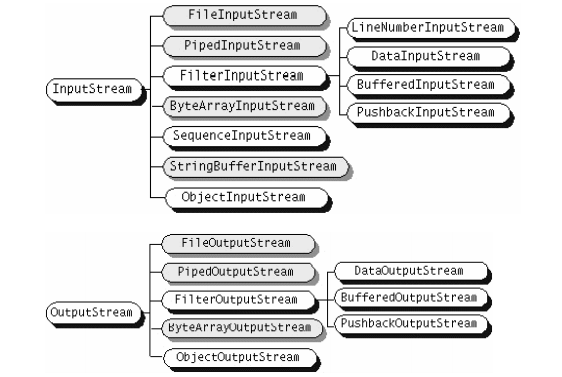 InputStream
FileInputStream
PipedInputStream
FilterInputStream
ByteArrayInputStream
SequenceInputStream
StringBufferInputStream
ObjectInputStream
LineNumberInputStream
DataInputStream
BufferedInputStream
PushbackInputStream
OutputStream
FileOutputStream
PipedOutputStream
FilterOutputStream
ByteArrayOutputStream
ObjectOutputStream
DataOutputStream
BufferedOutputStream
PushbackOutputStream